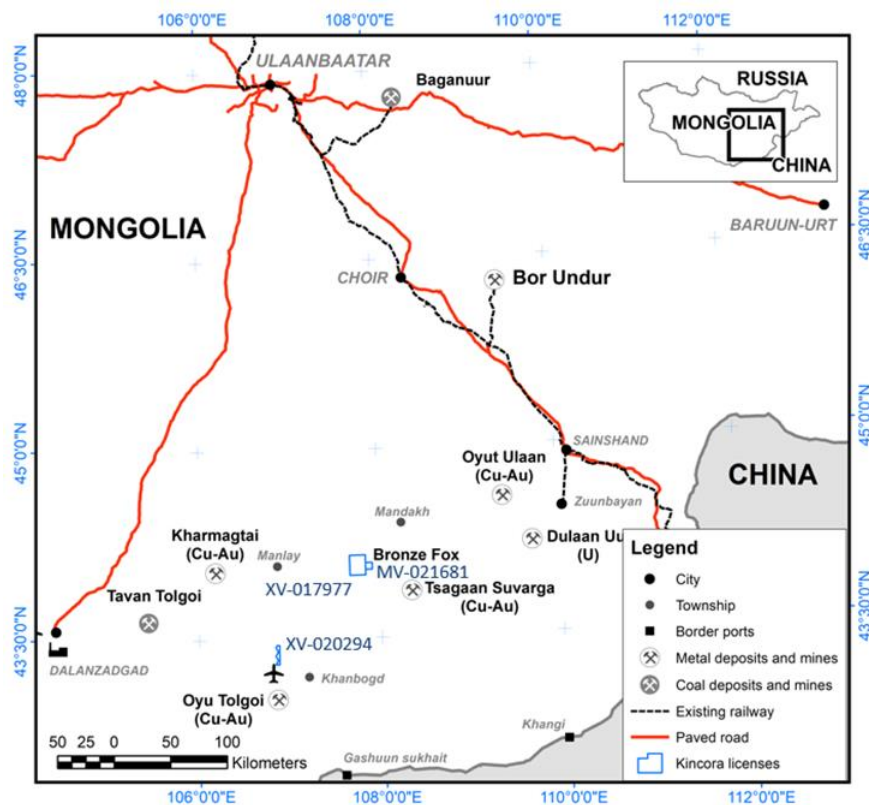 106°0'0"E
108°0'0"E
110°0'0"E
112°0'0"E
48°0'0"N
48°0'0"N
46°30'0"N
46°30'0"N
45°0'0"N
45°0'0"N
43°30'0"N
43°30'0"N
ULAANBAATAR
Baganuur
RUSSIA
MONGOLIA
CHINA
MONGOLIA
BARUUN-URT
CHOIR
Bor Undur
SAINSHAND
Oyut Ulaan
(Cu-Au)
Zuunbayan
CHINA
Mandakh
Dulaan Uu
(U)
Kharmagtai
(Cu-Au)
Manlay
Bronze Fox
MV-021681
XV-017977
Tsagaan Suvarga
(Cu-Au)
Tavan Tolgoi
XV-020294
DALANZADGAD
Khanbogd
Oyu Tolgoi
(Cu-Au)
Khangi
Gashuun sukhait
50 25 0 50 100
Kilometers
Legend
City
Township
Border ports
Metal deposits and mines
Coal deposits and mines
Existing railway
Paved road
Kincora licenses
106°0'0"E
108°0'0"E
110°0'0"E
112°0'0"E